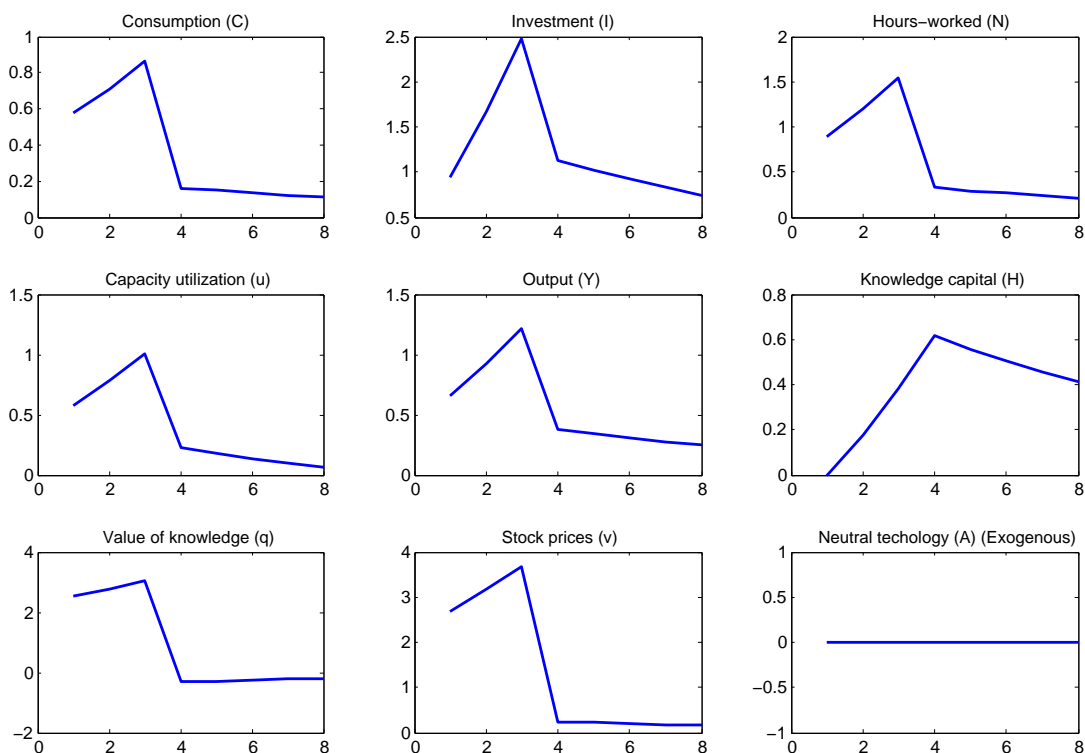 Consumption (C)
1
0.8
0.6
0.4
0.2
0
0 2 4 6 8
Investment (I)
2.5
2
1.5
1
0.5
0 2 4 6 8
Hours−worked (N)
2
1.5
1
0.5
0
0 2 4 6 8
Capacity utilization (u)
1.5
1
0.5
0
0 2 4 6 8
Output (Y)
1.5
1
0.5
0
0 2 4 6 8
Knowledge capital (H)
0.8
0.6
0.4
0.2
0
0 2 4 6 8
Value of knowledge (q)
4
2
0
−2
0 2 4 6 8
Stock prices (v)
4
3
2
1
0
0 2 4 6 8
Neutral techology (A) (Exogenous)
1
0.5
0
−0.5
−1
0 2 4 6 8